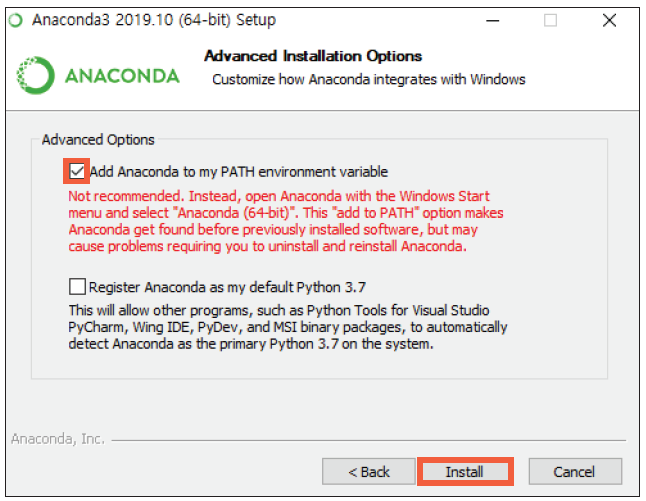 Anaconda3 2019.10 (64-bit) Setup
ANACONDA
Advanced Installation Options
Customize how Anaconda integrates with Windows
Advanced Options
Add Anaconda to my PATH environment variable
Not recommended. Instead, open Anaconda with the Windows Start
menu and select "Anaconda (64-bit)". This "add to PATH" option makes
Anaconda get found before previously installed software, but may
cause problems requiring you to uninstall and reinstall Anaconda.
Register Anaconda as my default Python 3.7
This will allow other programs, such as Python Tools for Visual Studio
PyCharm, Wing IDE, PyDev, and MSI binary packages, to automatically
detect Anaconda as the primary Python 3.7 on the system.
Anaconda, Inc.
< Back
Install
Cancel